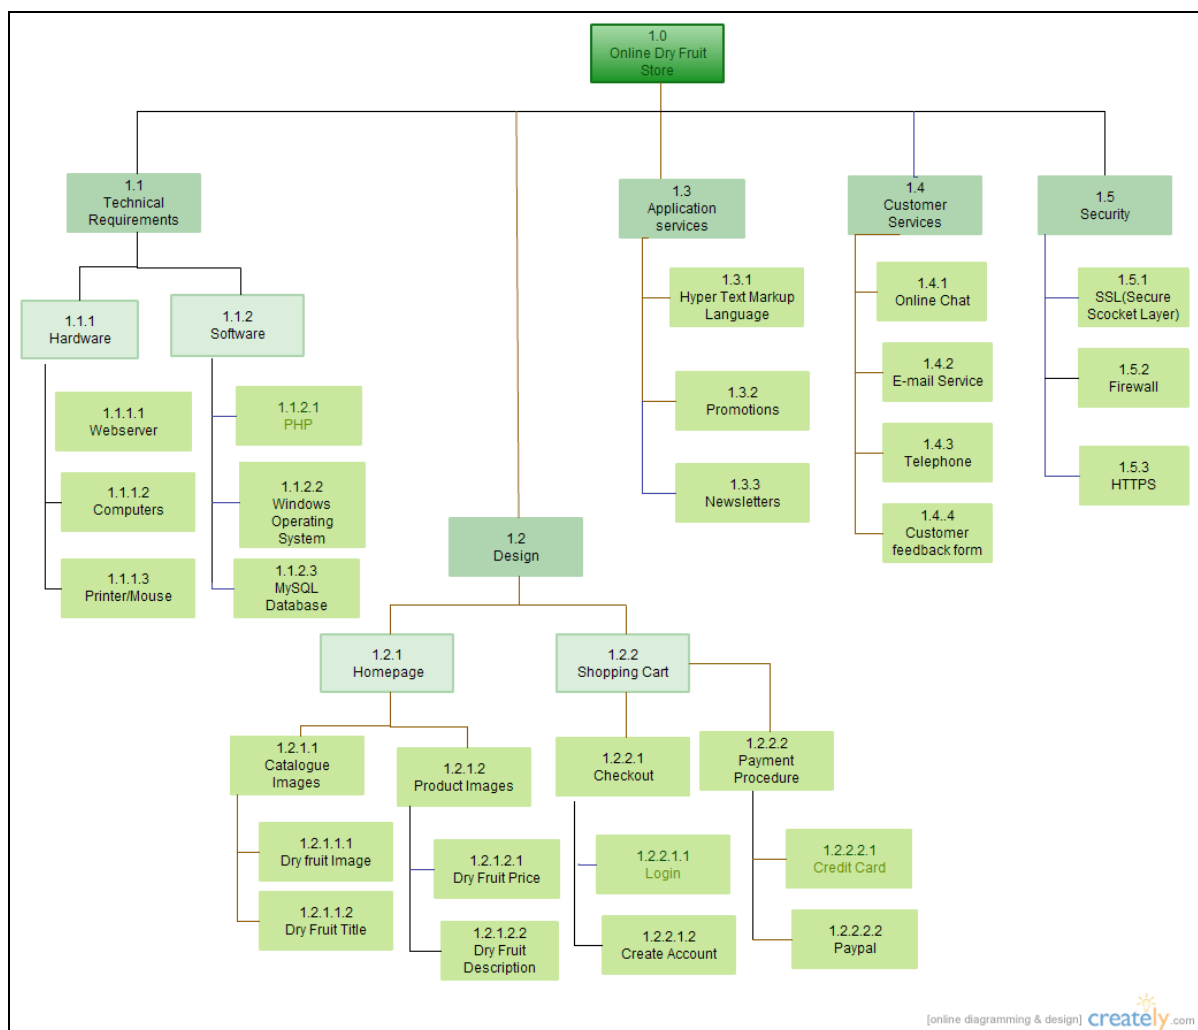 1.0
Online Dry Fruit
Store
1.1
Technical
Requirements
1.3
Application
services
1.4
Customer
Services
1.5
Security
1.1.1
Hardware
1.1.2
Software
1.3.1
Hyper Text Markup
Language
1.4.1
Online Chat
1.5.1
SSL(Secure
Scocket Layer)
1.1.1.1
Webserver
1.1.2.1
PHP
1.3.2
Promotions
1.4.2
E-mail Service
1.5.2
Firewall
1.1.1.2
Computers
1.1.2.2
Windows
Operating
System
1.3.3
Newsletters
1.4.3
Telephone
1.5.3
HTTPS
1.1.1.3
Printer/Mouse
1.1.2.3
MySQL
Database
1.2
Design
1.4..4
Customer
feedback form
1.2.1
Homepage
1.2.2
Shopping Cart
1.2.1.1
Catalogue
Images
1.2.1.2
Product Images
1.2.2.1
Checkout
1.2.2.2
Payment
Procedure
1.2.1.1.1
Dry fruit Image
1.2.1.2.1
Dry Fruit Price
1.2.2.1.1
Login
1.2.2.2.1
Credit Card
1.2.1.1.2
Dry Fruit Title
1.2.1.2.2
Dry Fruit
Description
1.2.2.1.2
Create Account
1.2.2.2.2
Paypal
[online diagramming & design] creately.com